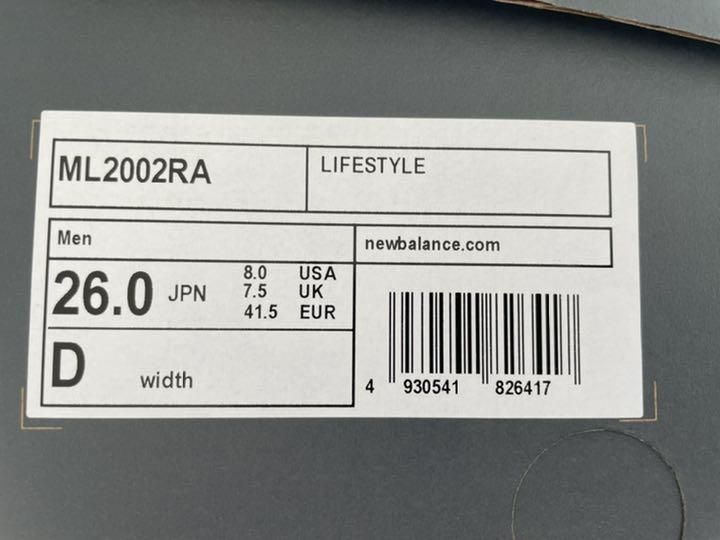 ML2002RA
LIFESTYLE
Men
newbalance.com
26.0 JPN
8.0 USA
7.5 UK
41.5 EUR
D width
4 930541 826417